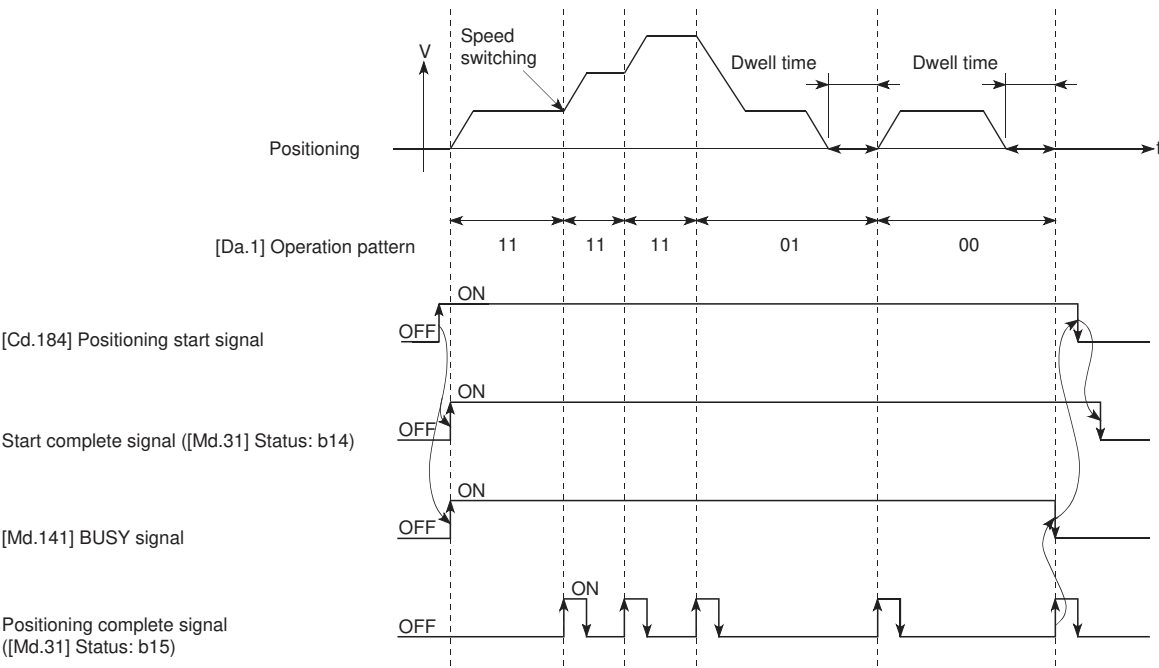 V
Speed
switching
Dwell time
Dwell time
Positioning
t
[Da.1] Operation pattern
11
11
11
01
00
ON
OFF
[Cd.184] Positioning start signal
ON
OFF
Start complete signal ([Md.31] Status: b14)
ON
OFF
[Md.141] BUSY signal
ON
OFF
Positioning complete signal
([Md.31] Status: b15)